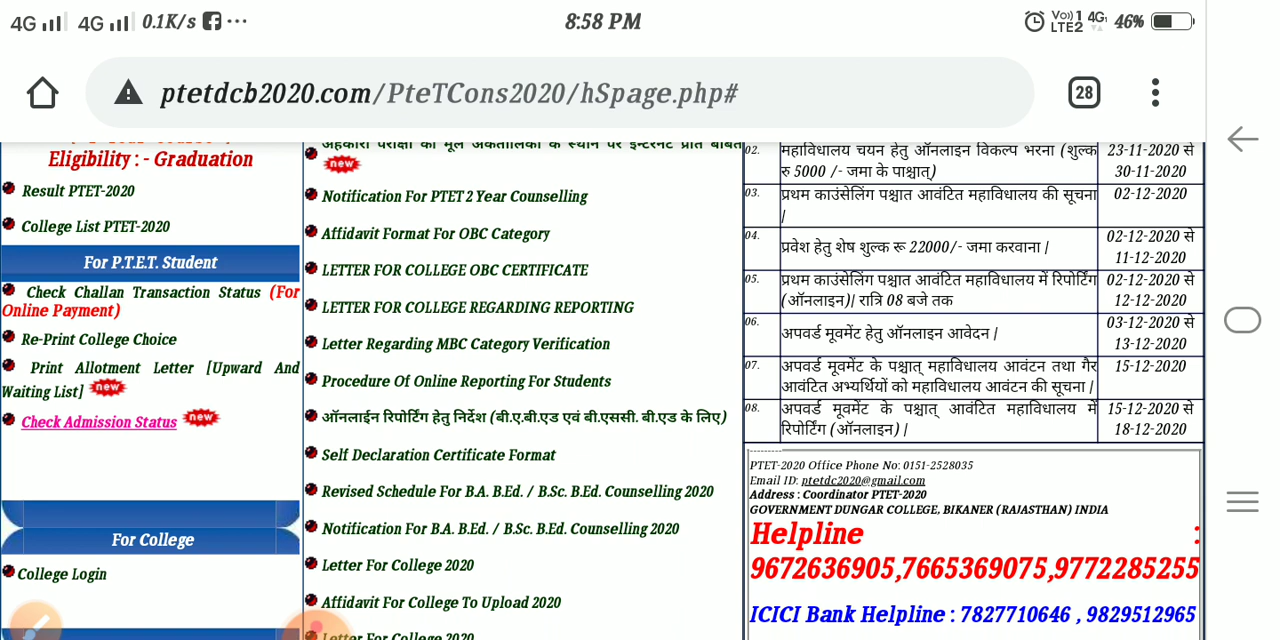 4G 4G 0.1K/s ... 8:58 PM Vo)) 1 4G LTE2 46%
ptetdcb2020.com/PteTCons2020/hSpage.php#
28
Eligibility : - Graduation
Result PTET-2020
College List PTET-2020
For P.T.E.T. Student
Check Challan Transaction Status (For
Online Payment)
Re-Print College Choice
Print Allotment Letter [Upward And
Waiting List] new
Check Admission Status new
For College
College Login
new
Notification For PTET 2 Year Counselling
Affidavit Format For OBC Category
LETTER FOR COLLEGE OBC CERTIFICATE
LETTER FOR COLLEGE REGARDING REPORTING
Letter Regarding MBC Category Verification
Procedure Of Online Reporting For Students
ऑनलाईन रिपोर्टिंग हेतु निर्देश (बी.ए.बी.एड एवं बी.एससी. बी.एड के लिए)
Self Declaration Certificate Format
Revised Schedule For B.A. B.Ed. / B.Sc. B.Ed. Counselling 2020
Notification For B.A. B.Ed. / B.Sc. B.Ed. Counselling 2020
Letter For College 2020
Affidavit For College To Upload 2020
Letter For College 2020
02. महाविधालय चयन हेतु ऑनलाइन विकल्प भरना (शुल्क 23-11-2020 से
रु 5000 /- जमा के पाश्चात्) 30-11-2020
03. प्रथम काउंसेलिंग पश्चात आवंटित महाविधालय की सूचना 02-12-2020
|
04. प्रवेश हेतु शेष शुल्क रू 22000/- जमा करवाना | 02-12-2020 से
11-12-2020
05. प्रथम काउंसेलिंग पश्चात आवंटित महाविधालय में रिपोर्टिंग 02-12-2020 से
(ऑनलाइन)| रात्रि 08 बजे तक 12-12-2020
06. अपवर्ड मूवमेंट हेतु ऑनलाइन आवेदन | 03-12-2020 से
13-12-2020
07. अपवर्ड मूवमेंट के पश्चात् महाविधालय आवंटन तथा गैर 15-12-2020
आवंटित अभ्यर्थियों को महाविधालय आवंटन की सूचना |
08. अपवर्ड मूवमेंट के पश्चात् आवंटित महाविधालय में 15-12-2020 से
रिपोर्टिंग (ऑनलाइन) | 18-12-2020
----------
PTET-2020 Office Phone No: 0151-2528035
Email ID: ptetdc2020@gmail.com
Address : Coordinator PTET-2020
GOVERNMENT DUNGAR COLLEGE, BIKANER (RAJASTHAN) INDIA
Helpline :
9672636905,7665369075,9772285255
ICICI Bank Helpline : 7827710646 , 9829512965